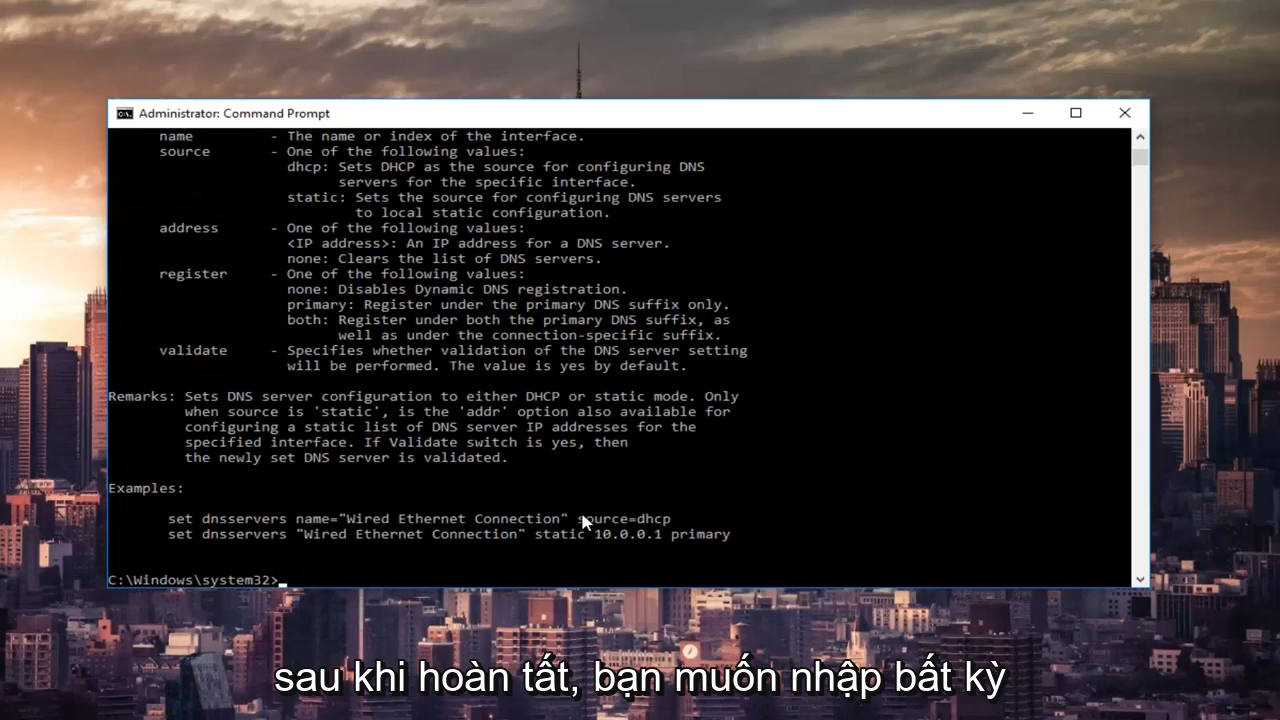 Administrator: Command Prompt
name - The name or index of the interface.
source - One of the following values:
dhcp: Sets DHCP as the source for configuring DNS
servers for the specific interface.
static: Sets the source for configuring DNS servers
to local static configuration.
address - One of the following values:
<IP address>: An IP address for a DNS server.
none: Clears the list of DNS servers.
register - One of the following values:
none: Disables Dynamic DNS registration.
primary: Register under the primary DNS suffix only.
both: Register under both the primary DNS suffix, as
well as under the connection-specific suffix.
validate - Specifies whether validation of the DNS server setting
will be performed. The value is yes by default.
Remarks: Sets DNS server configuration to either DHCP or static mode. Only
when source is 'static', is the 'addr' option also available for
configuring a static list of DNS server IP addresses for the
specified interface. If Validate switch is yes, then
the newly set DNS server is validated.
Examples:
set dnsservers name="Wired Ethernet Connection" source=dhcp
set dnsservers "Wired Ethernet Connection" static 10.0.0.1 primary
C:\Windows\system32>
sau khi hoàn tất, bạn muốn nhập bất kỳ